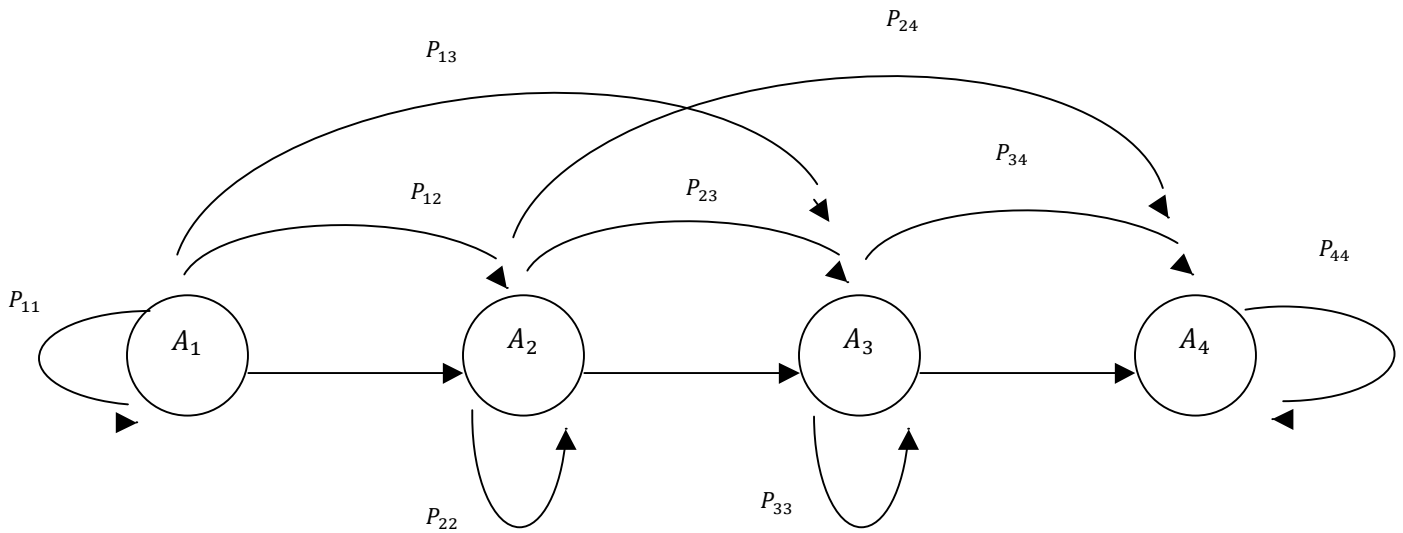 P₂₄
P₁₃
P₃₄
P₁₂
P₂₃
P₄₄
P₁₁
A₁
A₂
A₃
A₄
P₂₂
P₃₃